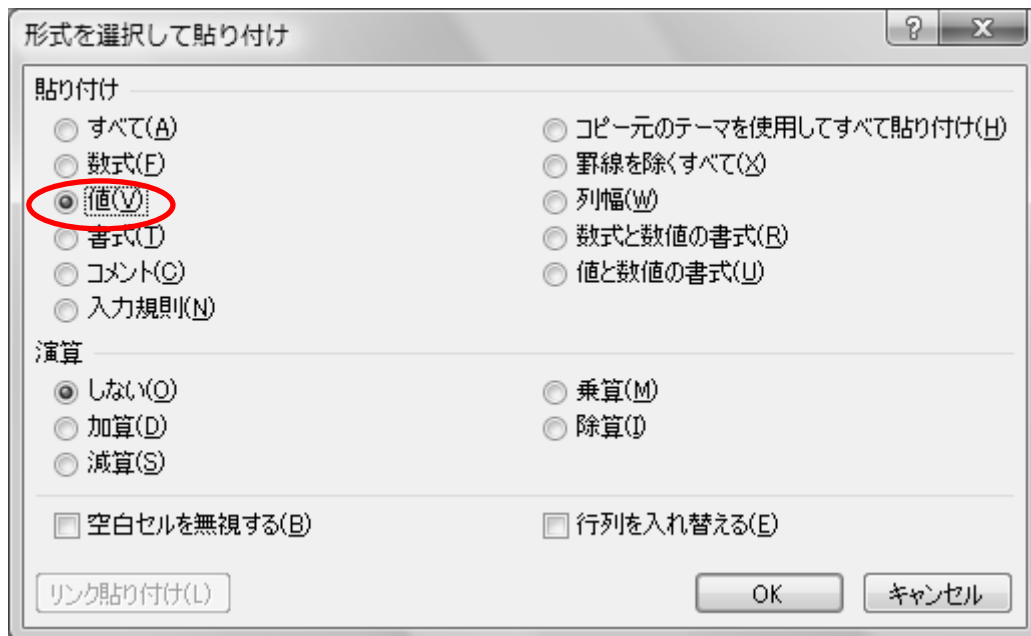 形式を選択して貼り付け
貼り付け
すべて(A)
数式(F)
値(V)
書式(T)
コメント(C)
入力規則(N)
コピー元のテーマを使用してすべて貼り付け(H)
罫線を除くすべて(X)
列幅(W)
数式と数値の書式(R)
値と数値の書式(U)
演算
しない(O)
加算(D)
減算(S)
乗算(M)
除算(I)
空白セルを無視する(B)
行列を入れ替える(E)
リンク貼り付け(L)
OK
キャンセル